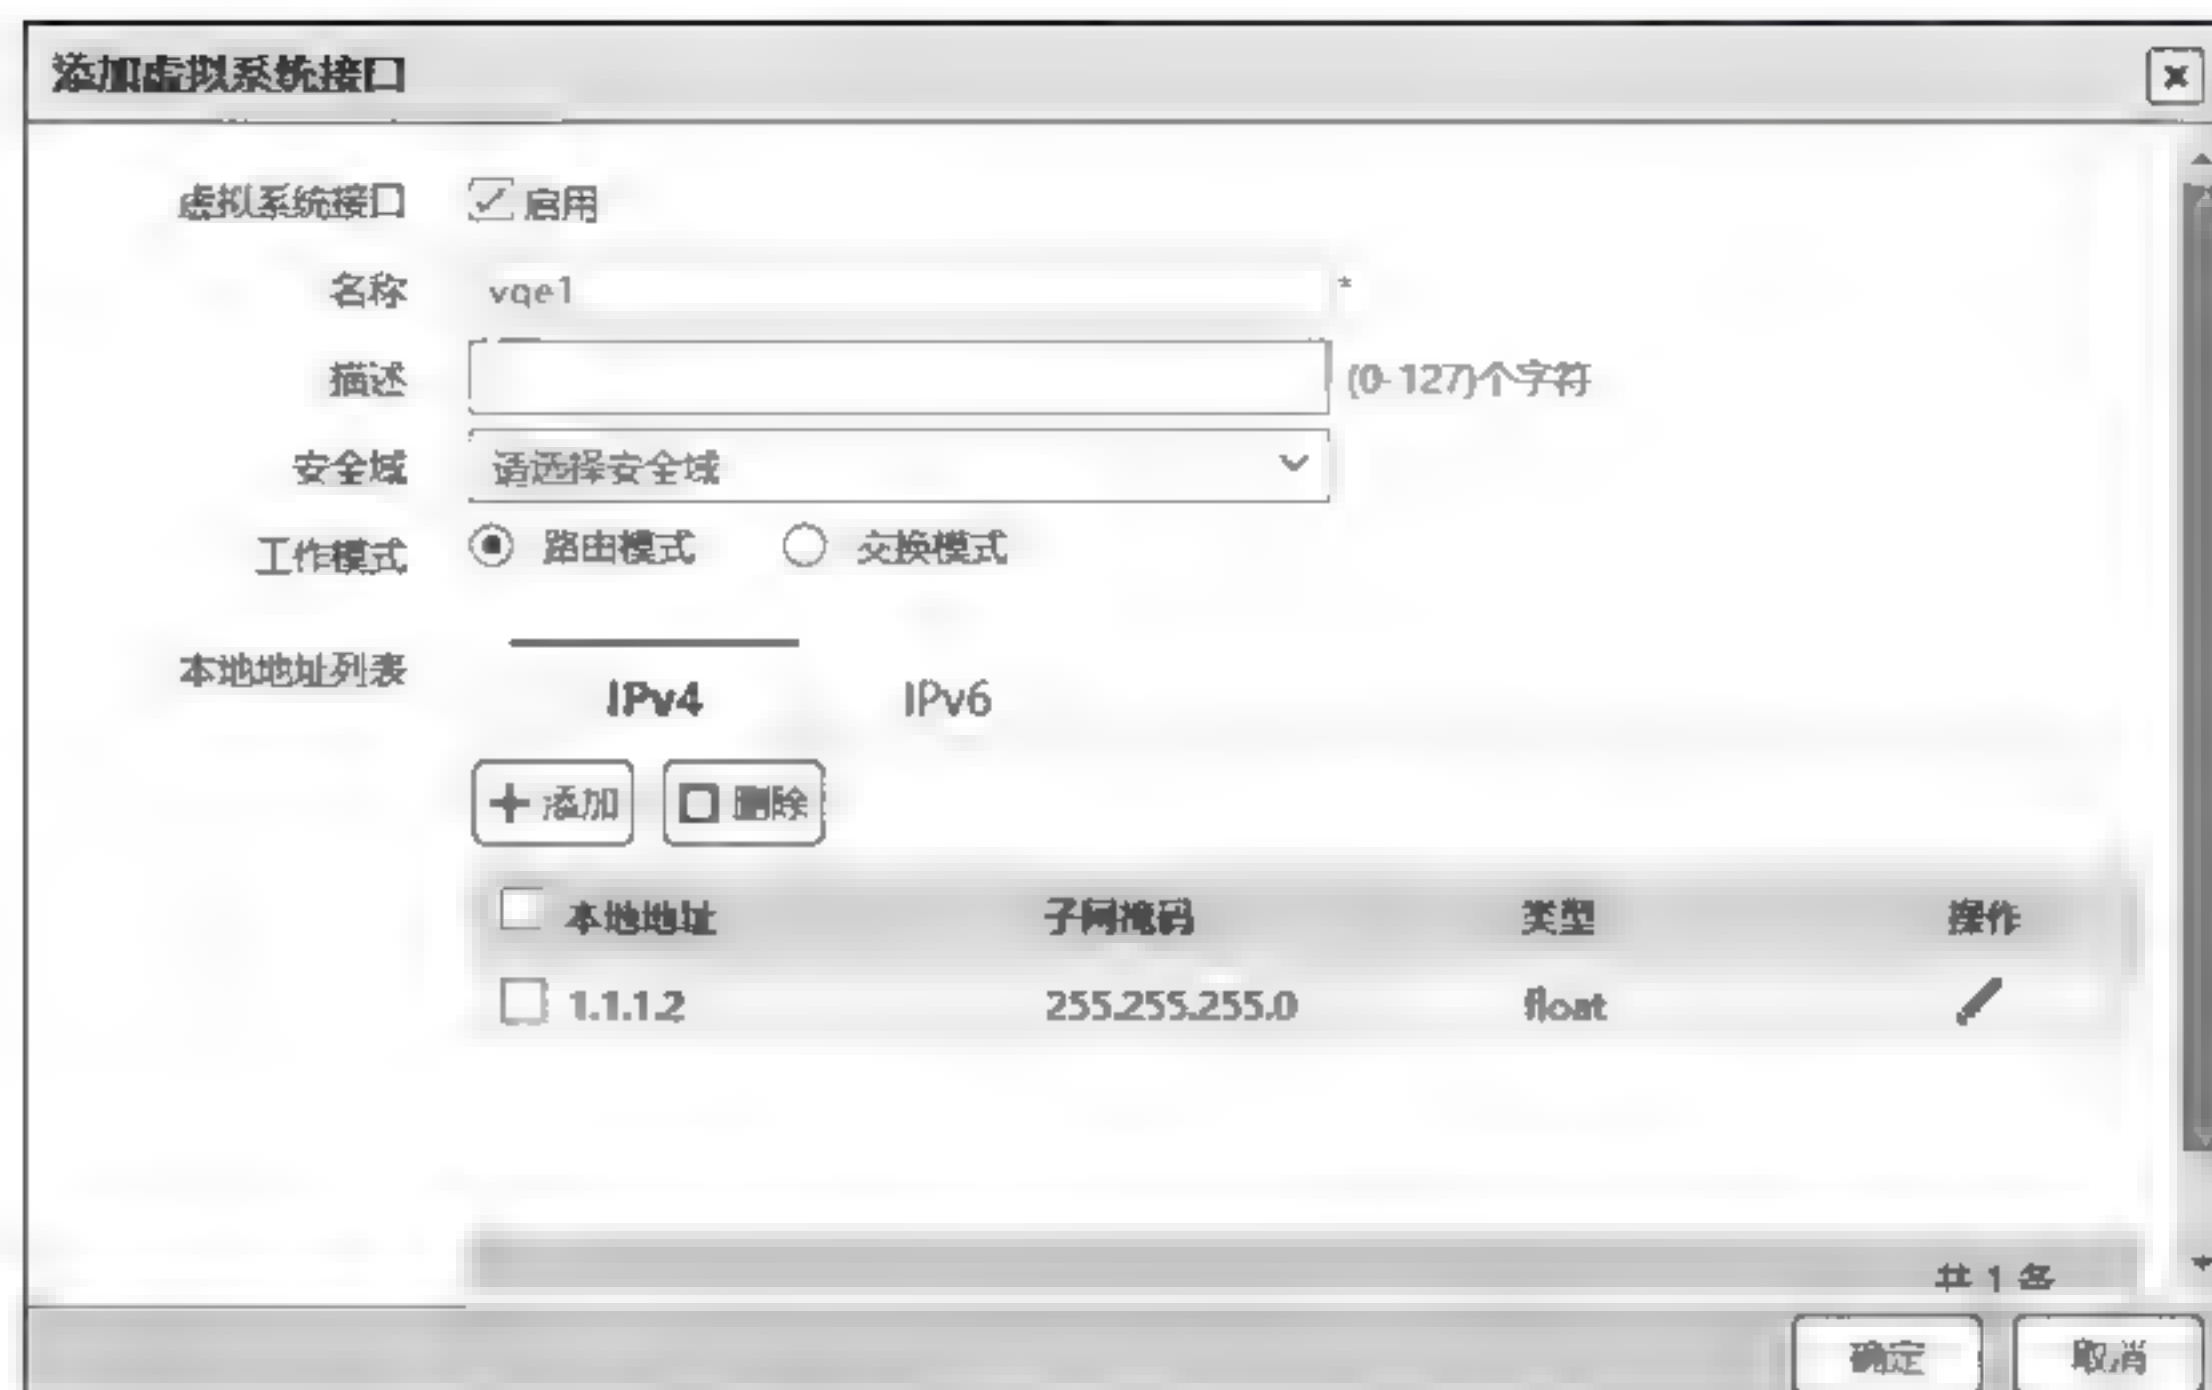 添加虚拟系统接口
虚拟系统接口 启用
名称 vqe1 *
描述 (0-127)个字符
安全域 请选择安全域
工作模式 路由模式 交换模式
本地地址列表
IPv4 IPv6
添加 删除
本地地址 子网掩码 类型 操作
1.1.1.2 255.255.255.0 float
共 1 条
确定 取消